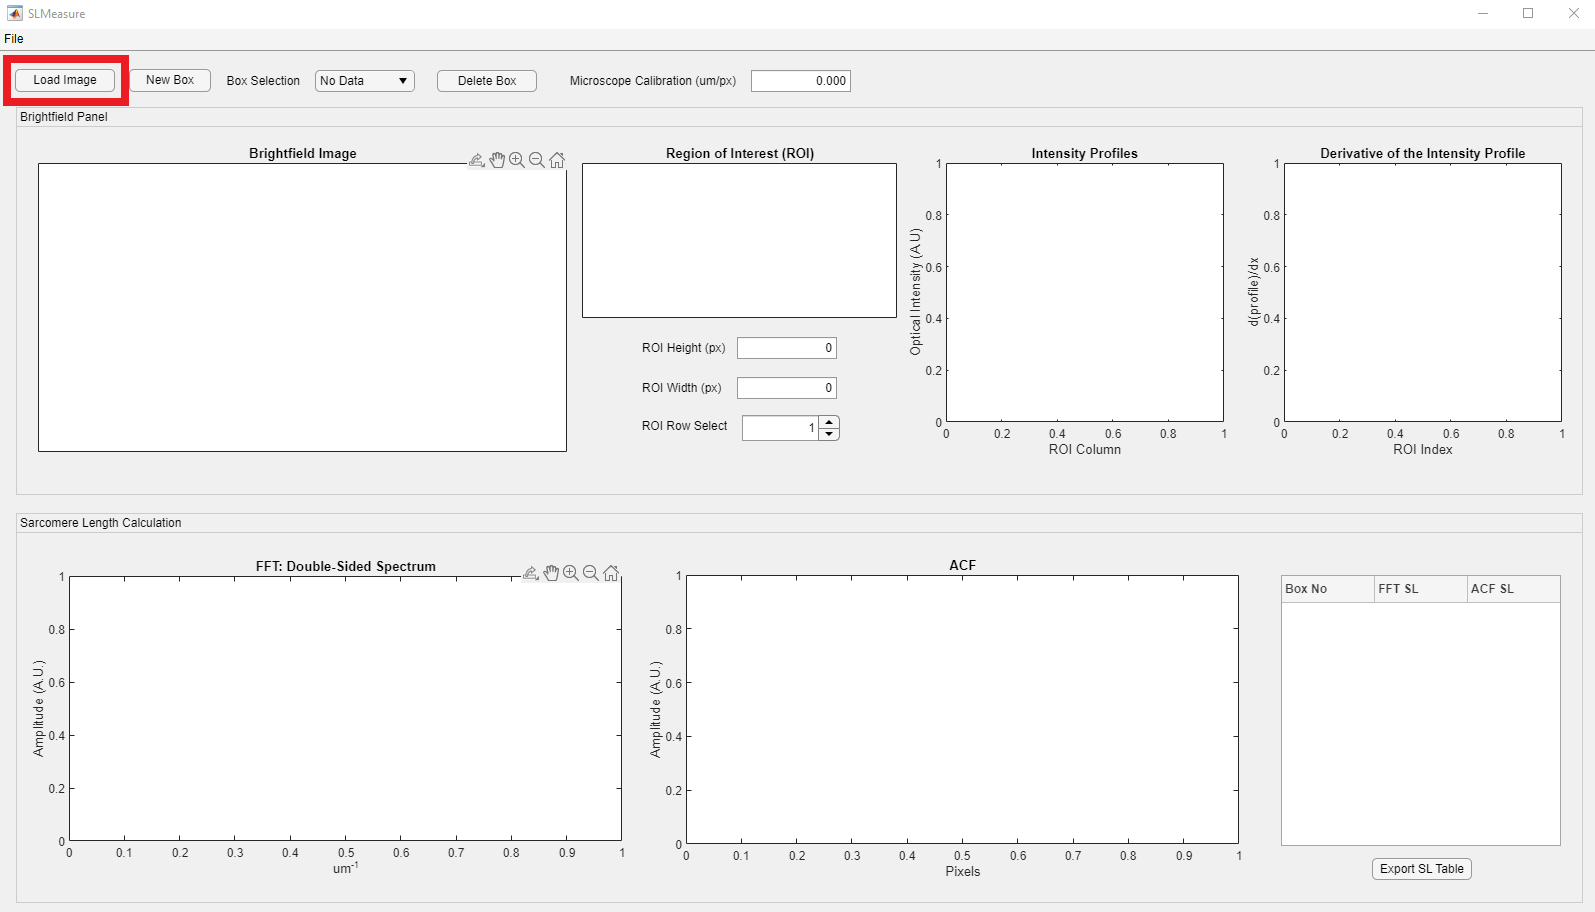 SLMeasure
File
Load Image New Box Box Selection No Data Delete Box Microscope Calibration (um/px) 0.000
Brightfield Panel
Brightfield Image
Region of Interest (ROI)
ROI Height (px) 0
ROI Width (px) 0
ROI Row Select 1
Intensity Profiles
Optical Intensity (A.U)
1
0.8
0.6
0.4
0.2
0
0 0.2 0.4 0.6 0.8 1
ROI Column
Derivative of the Intensity Profile
d(profile)/dx
1
0.8
0.6
0.4
0.2
0
0 0.2 0.4 0.6 0.8 1
ROI Index
Sarcomere Length Calculation
FFT: Double-Sided Spectrum
Amplitude (A.U.)
1
0.8
0.6
0.4
0.2
0
0 0.1 0.2 0.3 0.4 0.5 0.6 0.7 0.8 0.9 1
um⁻¹
ACF
Amplitude (A.U.)
1
0.8
0.6
0.4
0.2
0
0 0.1 0.2 0.3 0.4 0.5 0.6 0.7 0.8 0.9 1
Pixels
Box No FFT SL ACF SL
Export SL Table